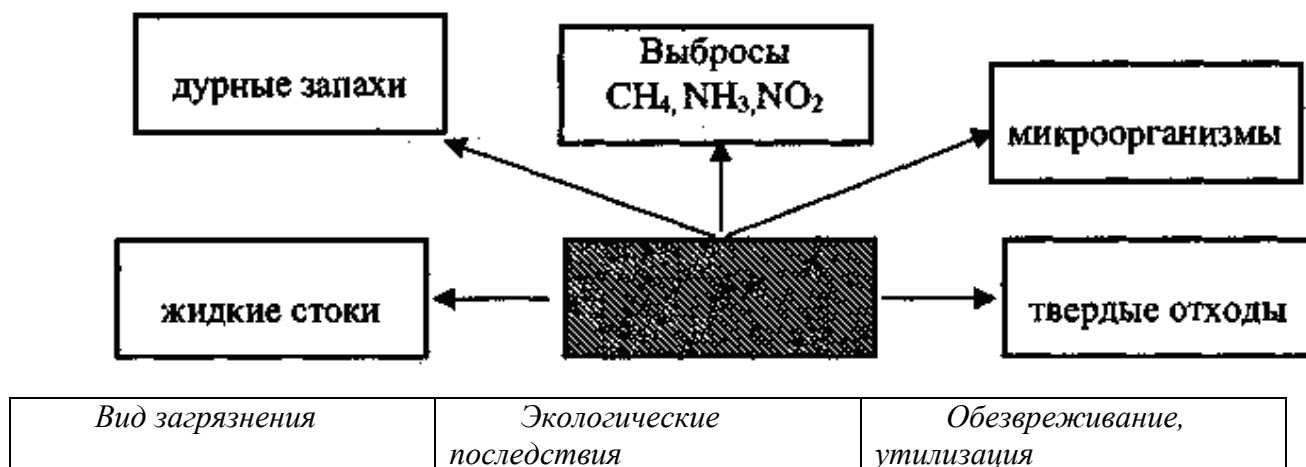 дурные запахи
Выбросы
CH₄, NH₃,NO₂
микроорганизмы
жидкие стоки
твердые отходы
Вид загрязнения
Экологические
последствия
Обезвреживание,
утилизация